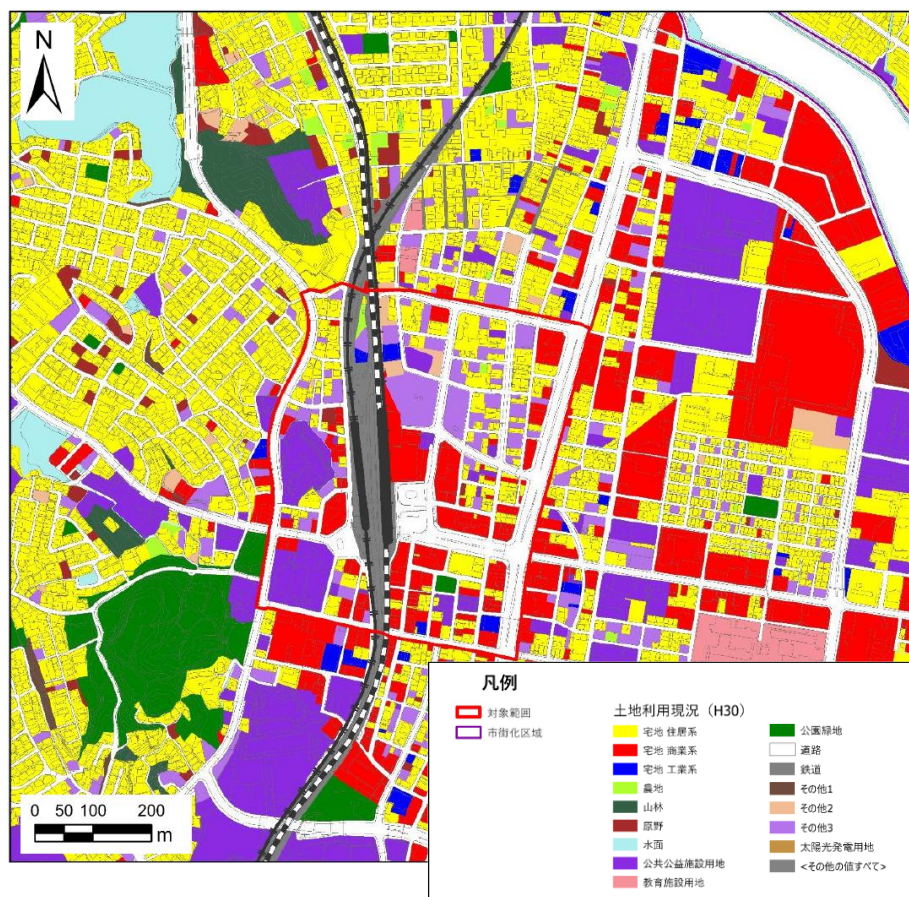 N
0 50 100 200
m
凡例
対象範囲
市街化区域
土地利用現況（H30）
宅地 住居系
宅地 商業系
宅地 工業系
農地
山林
原野
水面
公共公益施設用地
教育施設用地
公園緑地
道路
鉄道
その他1
その他2
その他3
太陽光発電用地
<その他の値すべて>